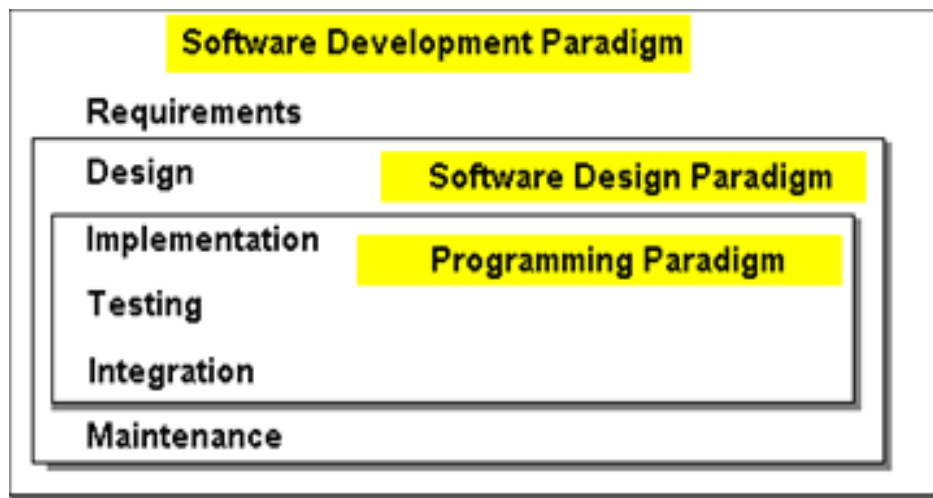 Software Development Paradigm
Requirements
Design
Software Design Paradigm
Implementation
Programming Paradigm
Testing
Integration
Maintenance